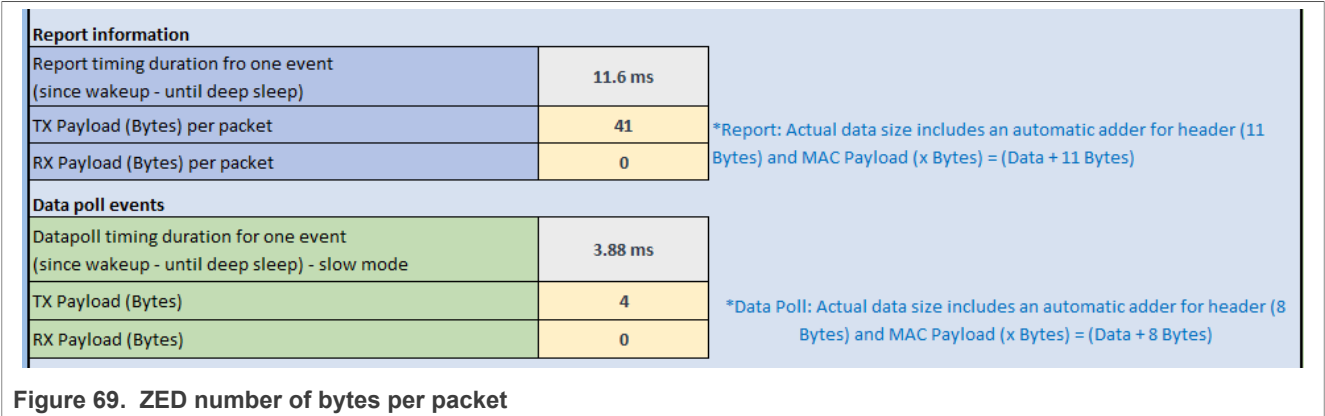 Report information
Report timing duration fro one event
(since wakeup - until deep sleep)
11.6 ms
TX Payload (Bytes) per packet
41
RX Payload (Bytes) per packet
0
*Report: Actual data size includes an automatic adder for header (11
Bytes) and MAC Payload (x Bytes) = (Data + 11 Bytes)
Data poll events
Datapoll timing duration for one event
(since wakeup - until deep sleep) - slow mode
3.88 ms
TX Payload (Bytes)
4
RX Payload (Bytes)
0
*Data Poll: Actual data size includes an automatic adder for header (8
Bytes) and MAC Payload (x Bytes) = (Data + 8 Bytes)
Figure 69. ZED number of bytes per packet